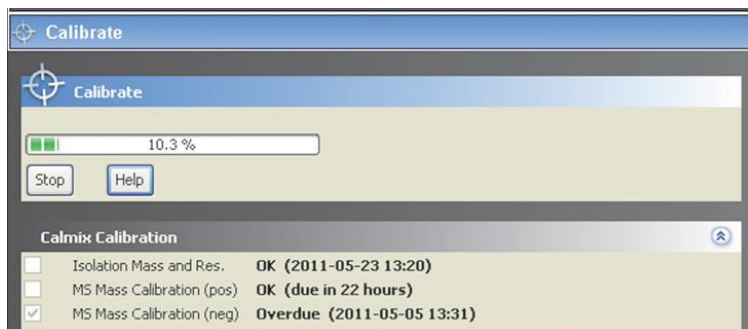 Calibrate
Calibrate
10.3 %
Stop Help
Calmix Calibration
Isolation Mass and Res. OK (2011-05-23 13:20)
MS Mass Calibration (pos) OK (due in 22 hours)
MS Mass Calibration (neg) Overdue (2011-05-05 13:31)